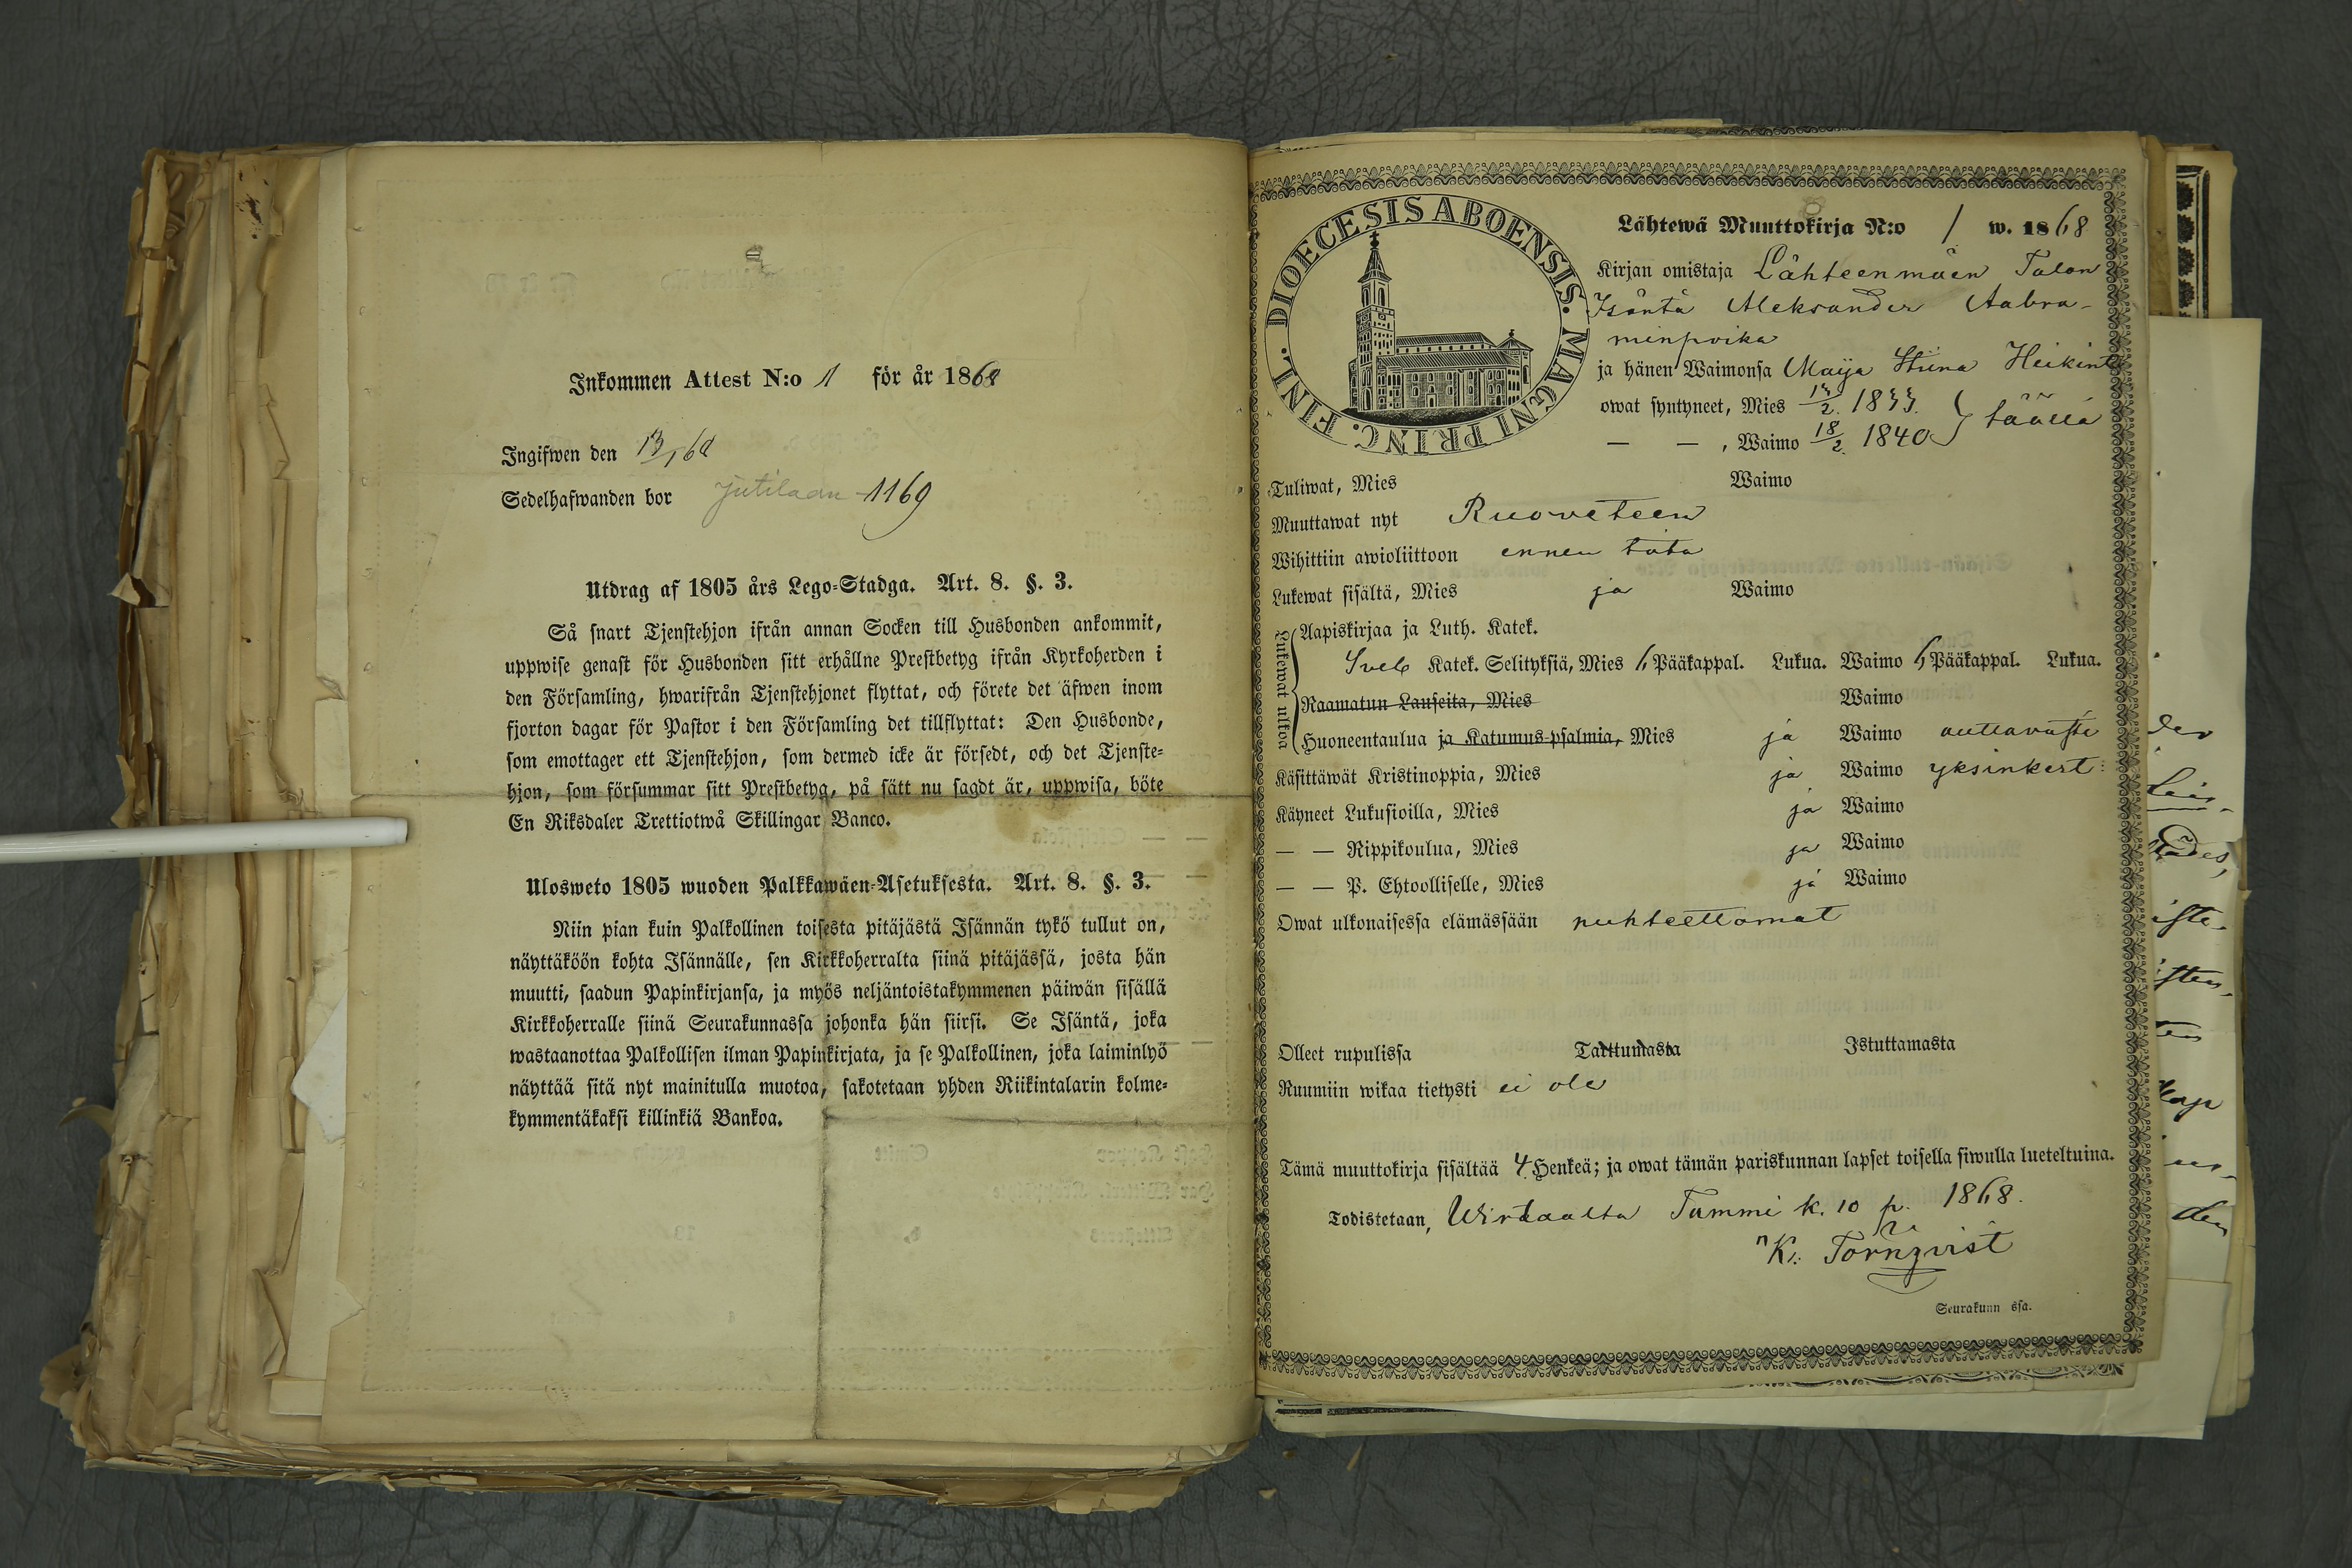 Inkommen Attest N:o 1 för år 1868
Ingifwen den 13/1 68
Sedelhafwanden bor Jutilaan 1169
Utdrag af 1805 års Lego-Stadga. Art. 8. §. 3.
Så snart Tjenstehjon ifrån annan Socken till Husbonden ankommit,
uppwise genast för Husbonden sitt erhållne Prestbetyg ifrån Kyrkoherden i
den Församling, hwarifrån Tjenstehjonet flyttat, och förete det äfwen inom
fjorton dagar för Pastor i den Församling det tillflyttat: Den Husbonde,
som emottager ett Tjenstehjon, som dermed icke är försedt, och det Tjenste-
hjon, som försummar sitt Prestbetyg, på sätt nu sagdt är, uppwisa, böte
En Riksdaler Trettiotwå Skillingar Banco.
Ulosweto 1805 wuoden Palkkawäen-Asetuksesta. Art. 8. §. 3.
Niin pian kuin Palkollinen toisesta pitäjästä Isännän tykö tullut on,
näyttäköön kohta Isännälle, sen Kirkkoherralta siinä pitäjässä, josta hän
muutti, saadun Papinkirjansa, ja myös neljäntoistakymmenen päiwän sisällä
Kirkkoherralle siinä Seurakunnassa johonka hän siirsi. Se Isäntä, joka
wastaanottaa Palkollisen ilman Papinkirjata, ja se Palkollinen, joka laiminlyö
näyttää sitä nyt mainitulla muotoa, sakotetaan yhden Riikintalarin kolme-
kymmentäkaksi killinkiä Bankoa.
DIOECESIS ABOENSIS. MAGNI PRINC. FINL.
Lähtewä Muuttokirja N:o 1 w. 1868
Kirjan omistaja Lähteenmäen Talon
Isäntä Aleksander Aabra-
minpoika
ja hänen Waimonsa Maija Stiina Heikint
owat syntyneet, Mies 13/2. 1833. } täällä
— — , Waimo 18/2. 1840
Tuliwat, Mies Waimo
Muuttawat nyt Ruoveteen
Wihittiin awioliittoon ennen tätä
Lukewat sisältä, Mies ja Waimo
Lukewat ulkoa
Aapiskirjaa ja Luth. Katek.
Sveb Katek. Selityksiä, Mies 6 Pääkappal. Lukua. Waimo 6 Pääkappal. Lukua.
Raamatun Lauseita, Mies Waimo
Huoneentaulua ja Katumus-psalmia, Mies ja Waimo auttavasti
Käsittäwät Kristinoppia, Mies ja Waimo yksinkert:
Käyneet Lukusioilla, Mies ja Waimo
— — Rippikoulua, Mies ja Waimo
— — P. Ehtoolliselle, Mies ja Waimo
Owat ulkonaisessa elämässään nuhteettomat
Olleet rupulissa Tarttumasta Istuttamasta
Ruumiin wikaa tietysti ei ole
Tämä muuttokirja sisältää 4 Henkeä; ja owat tämän pariskunnan lapset toisella siwulla lueteltuina.
Todistetaan, Wirdaalta Tammi k. 10 p. 1868.
K: Törnqvist
Seurakunn ssa.